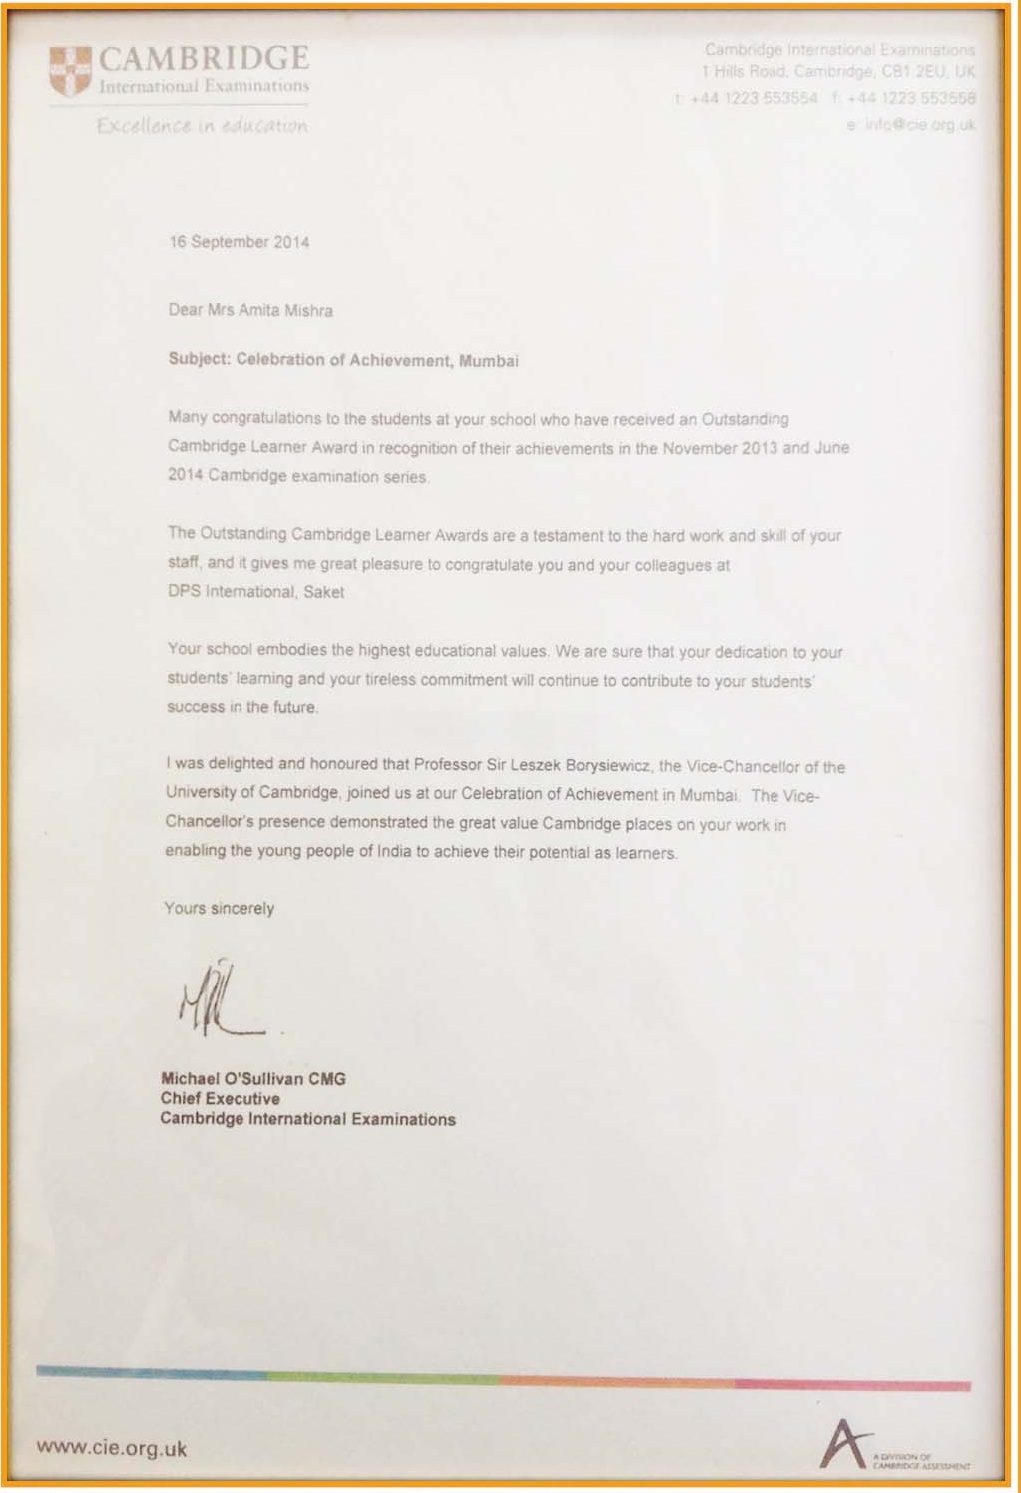 CAMBRIDGE
International Examinations
Excellence in education
Cambridge International Examinations
1 Hills Road, Cambridge, CB1 2EU, UK
t: +44 1223 553554 f: +44 1223 553558
e: info@cie.org.uk
16 September 2014
Dear Mrs Amita Mishra
Subject: Celebration of Achievement, Mumbai
Many congratulations to the students at your school who have received an Outstanding
Cambridge Learner Award in recognition of their achievements in the November 2013 and June
2014 Cambridge examination series.
The Outstanding Cambridge Learner Awards are a testament to the hard work and skill of your
staff, and it gives me great pleasure to congratulate you and your colleagues at
DPS International, Saket
Your school embodies the highest educational values. We are sure that your dedication to your
students' learning and your tireless commitment will continue to contribute to your students'
success in the future.
I was delighted and honoured that Professor Sir Leszek Borysiewicz, the Vice-Chancellor of the
University of Cambridge, joined us at our Celebration of Achievement in Mumbai. The Vice-
Chancellor's presence demonstrated the great value Cambridge places on your work in
enabling the young people of India to achieve their potential as learners.
Yours sincerely
Michael O'Sullivan CMG
Chief Executive
Cambridge International Examinations
www.cie.org.uk
A DIVISION OF
CAMBRIDGE ASSESSMENT